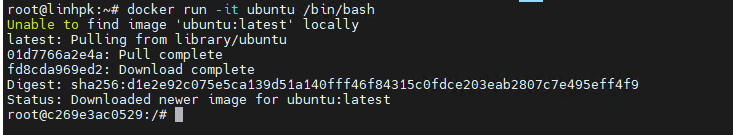 root@linhpk:~# docker run -it ubuntu /bin/bash
Unable to find image 'ubuntu:latest' locally
latest: Pulling from library/ubuntu
01d7766a2e4a: Pull complete
fd8cda969ed2: Download complete
Digest: sha256:d1e2e92c075e5ca139d51a140fff46f84315c0fdce203eab2807c7e495eff4f9
Status: Downloaded newer image for ubuntu:latest
root@c269e3ac0529:/#